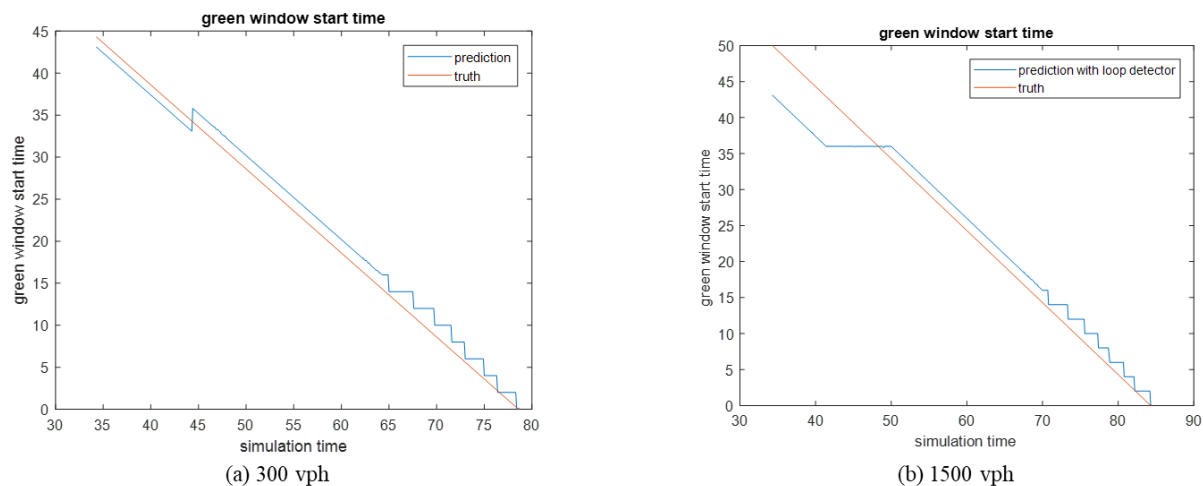 green window start time
prediction
truth
green window start time
45
40
35
30
25
20
15
10
5
0
30 35 40 45 50 55 60 65 70 75 80
simulation time
(a) 300 vph
green window start time
prediction with loop detector
truth
green window start time
50
45
40
35
30
25
20
15
10
5
0
30 40 50 60 70 80 90
simulation time
(b) 1500 vph